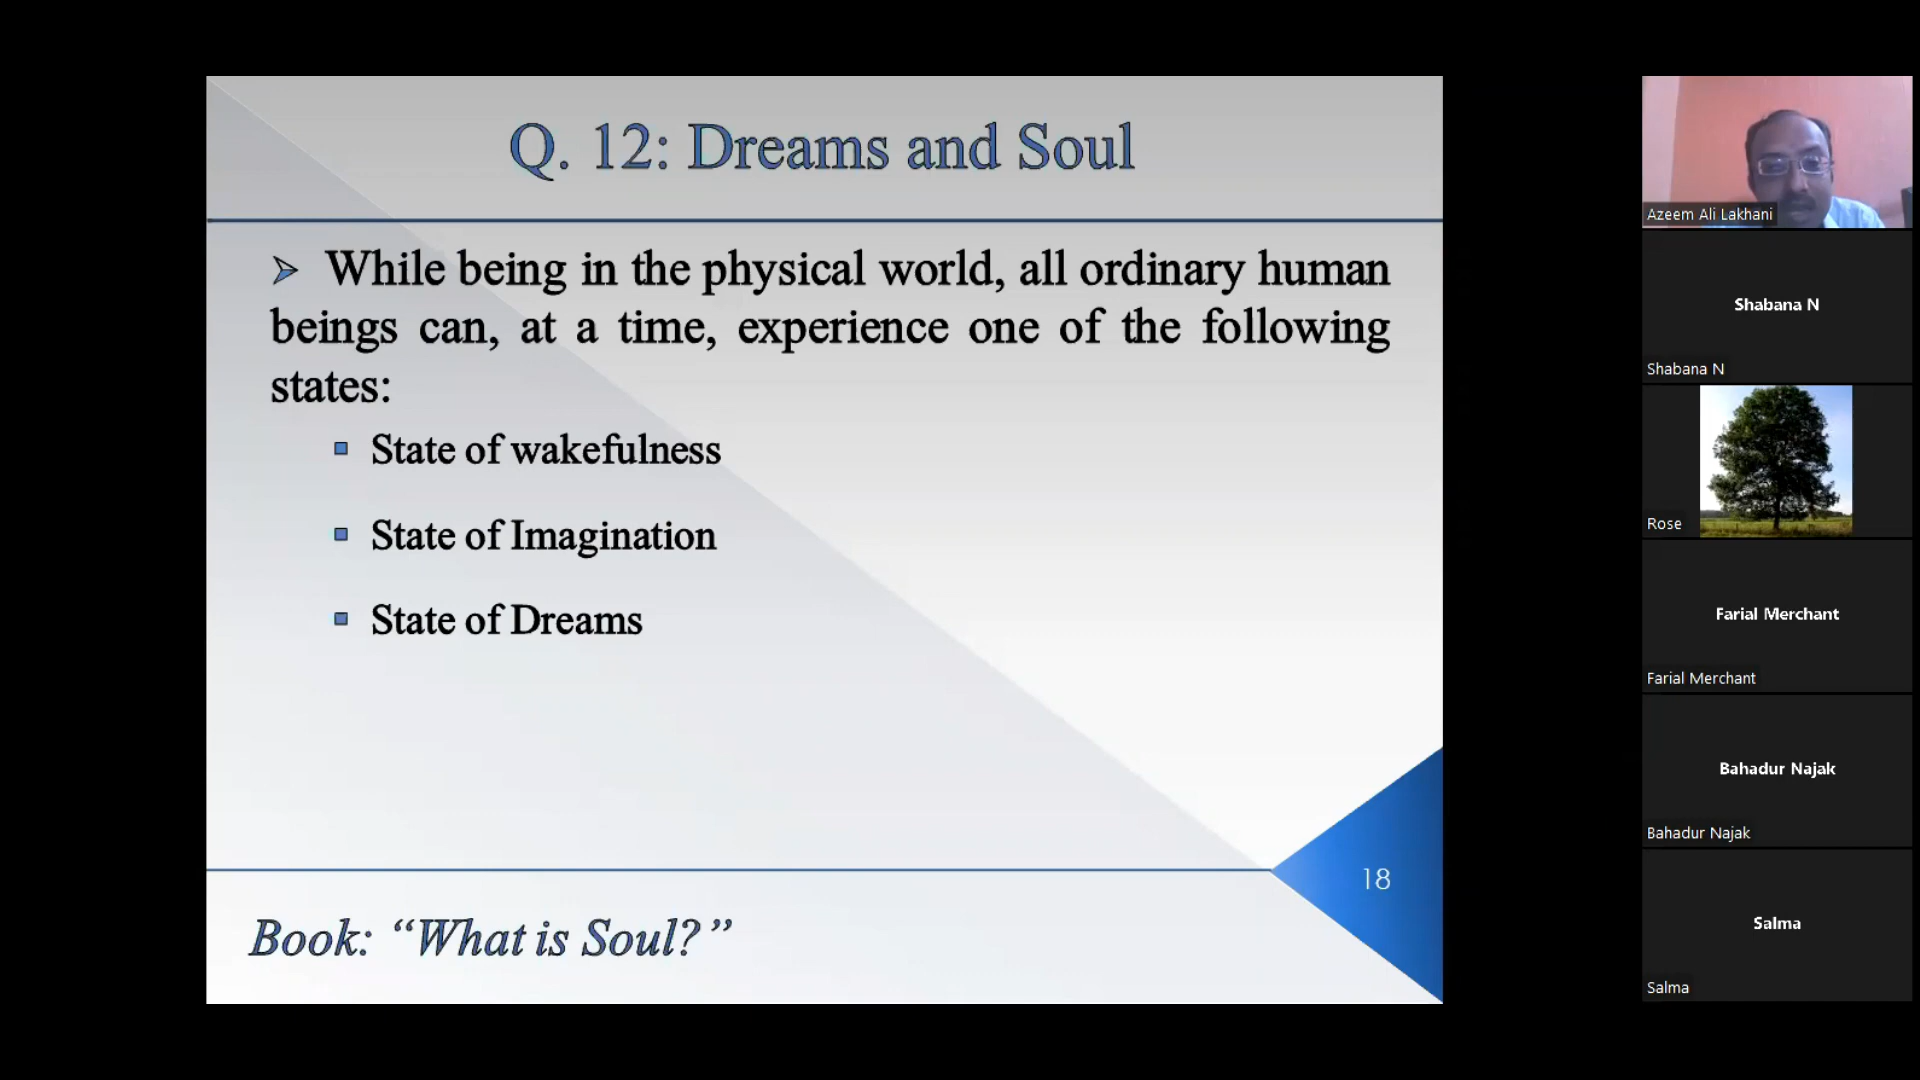 Q. 12: Dreams and Soul
While being in the physical world, all ordinary human
beings can, at a time, experience one of the following
states:
State of wakefulness
State of Imagination
State of Dreams
18
Book: “What is Soul?”
Azeem Ali Lakhani
Shabana N
Shabana N
Rose
Farial Merchant
Farial Merchant
Bahadur Najak
Bahadur Najak
Salma
Salma